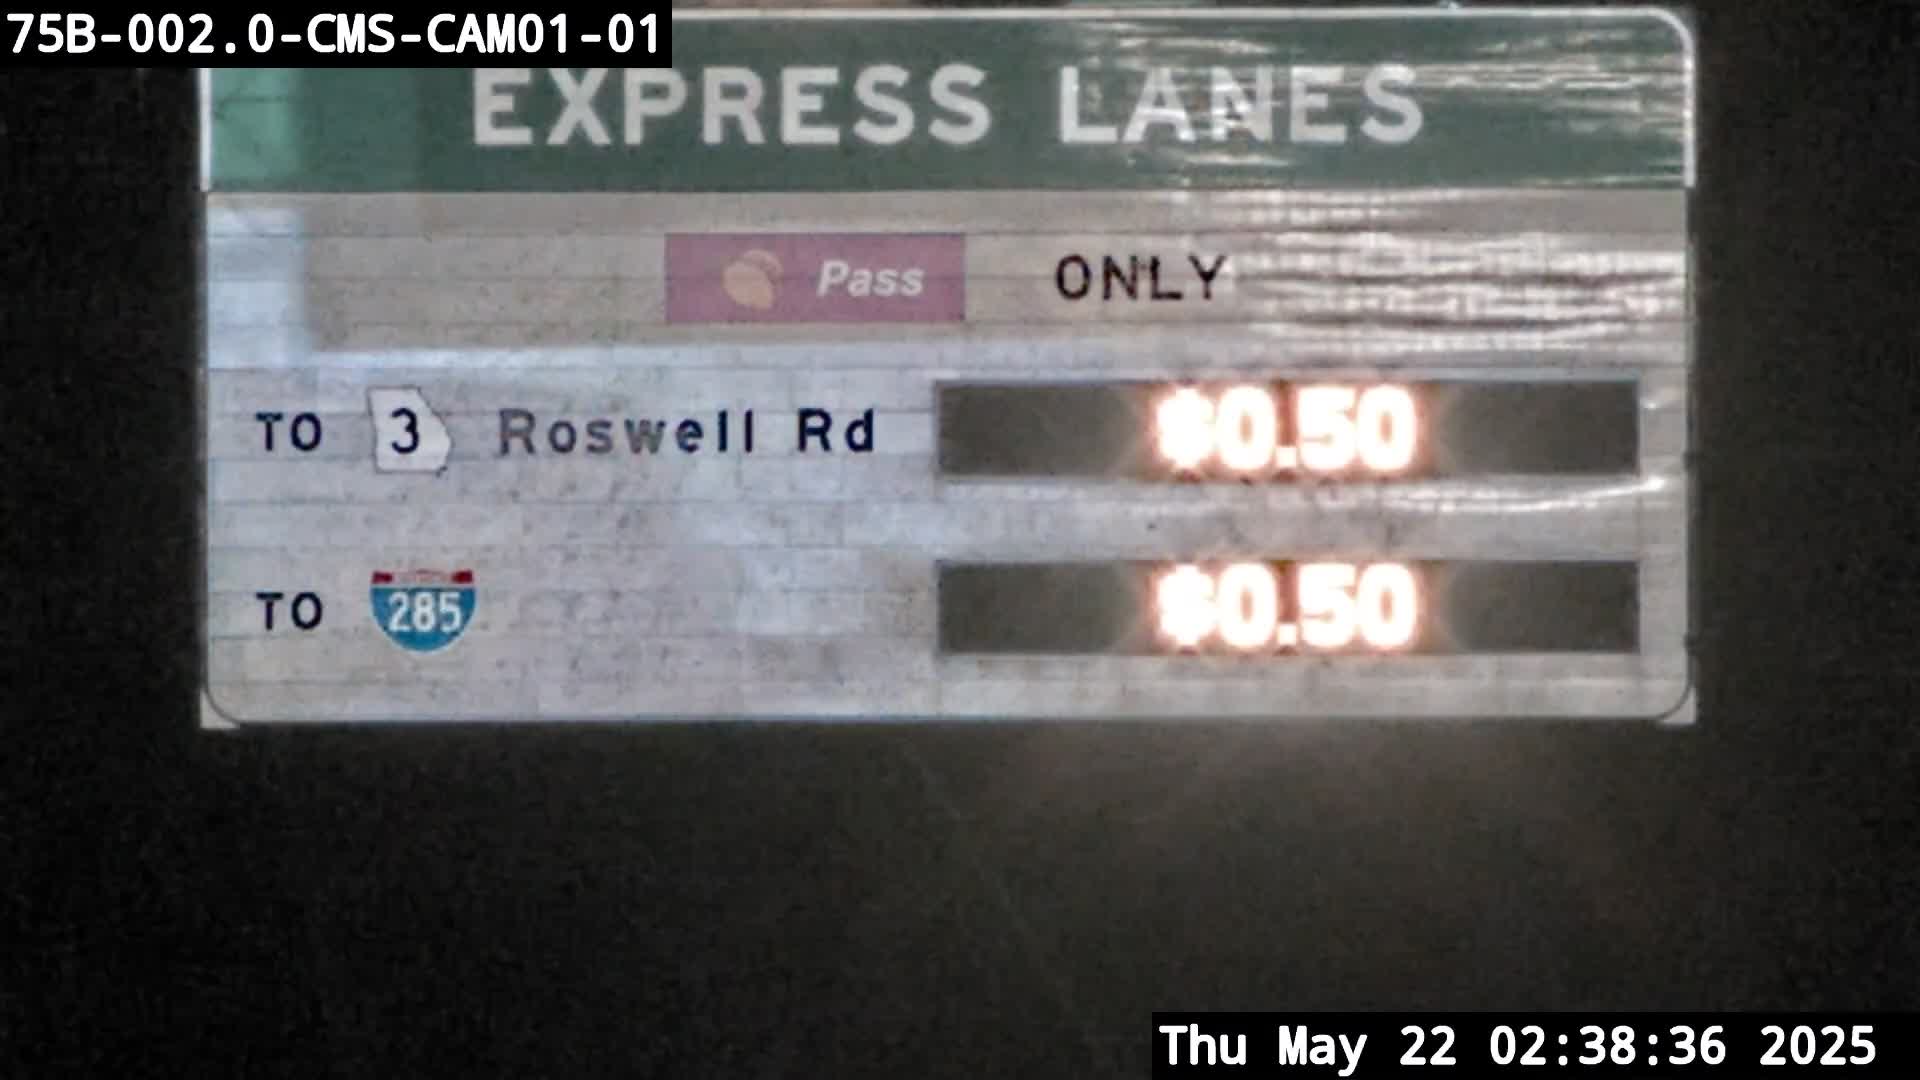 75B-002.0-CMS-CAM01-01
EXPRESS LANES
Pass ONLY
TO 3 Roswell Rd $0.50
TO 285 $0.50
Thu May 22 02:38:36 2025